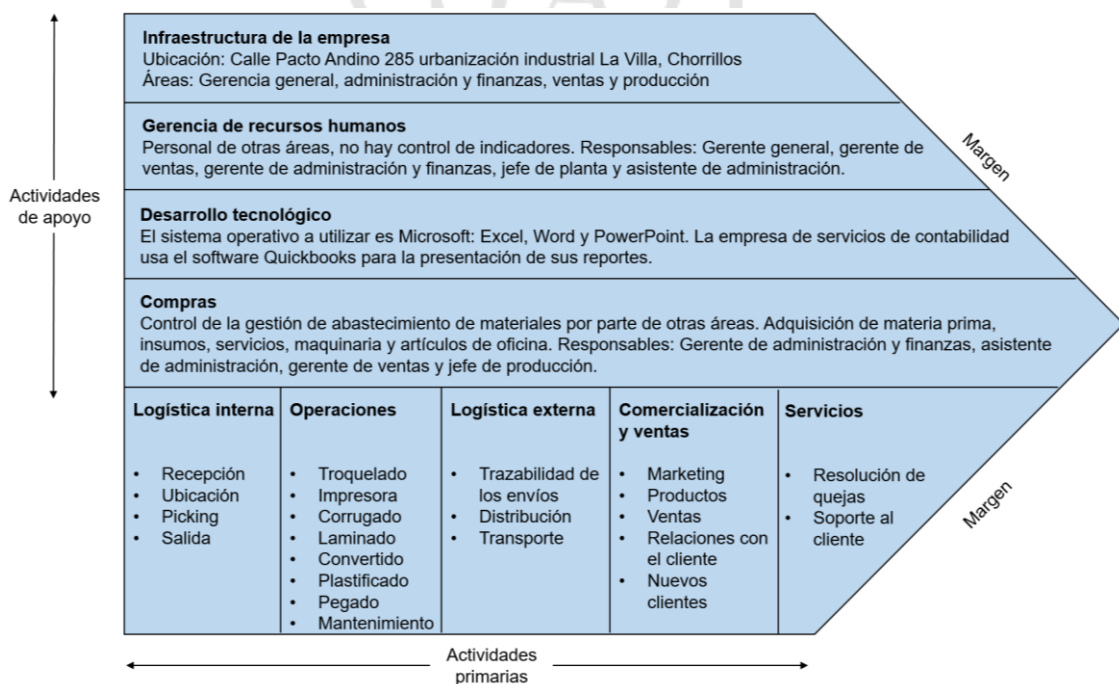 Infraestructura de la empresa
Ubicación: Calle Pacto Andino 285 urbanización industrial La Villa, Chorrillos
Áreas: Gerencia general, administración y finanzas, ventas y producción
Gerencia de recursos humanos
Personal de otras áreas, no hay control de indicadores. Responsables: Gerente general, gerente de
ventas, gerente de administración y finanzas, jefe de planta y asistente de administración.
Margen
Actividades
de apoyo
Desarrollo tecnológico
El sistema operativo a utilizar es Microsoft: Excel, Word y PowerPoint. La empresa de servicios de contabilidad
usa el software Quickbooks para la presentación de sus reportes.
Compras
Control de la gestión de abastecimiento de materiales por parte de otras áreas. Adquisición de materia prima,
insumos, servicios, maquinaria y artículos de oficina. Responsables: Gerente de administración y finanzas, asistente
de administración, gerente de ventas y jefe de producción.
Logística interna
• Recepción
• Ubicación
• Picking
• Salida
Operaciones
• Troquelado
• Impresora
• Corrugado
• Laminado
• Convertido
• Plastificado
• Pegado
• Mantenimiento
Logística externa
• Trazabilidad de
los envíos
• Distribución
• Transporte
Comercialización
y ventas
• Marketing
• Productos
• Ventas
• Relaciones con
el cliente
• Nuevos
clientes
Servicios
• Resolución de
quejas
• Soporte al
cliente
Margen
Actividades
primarias